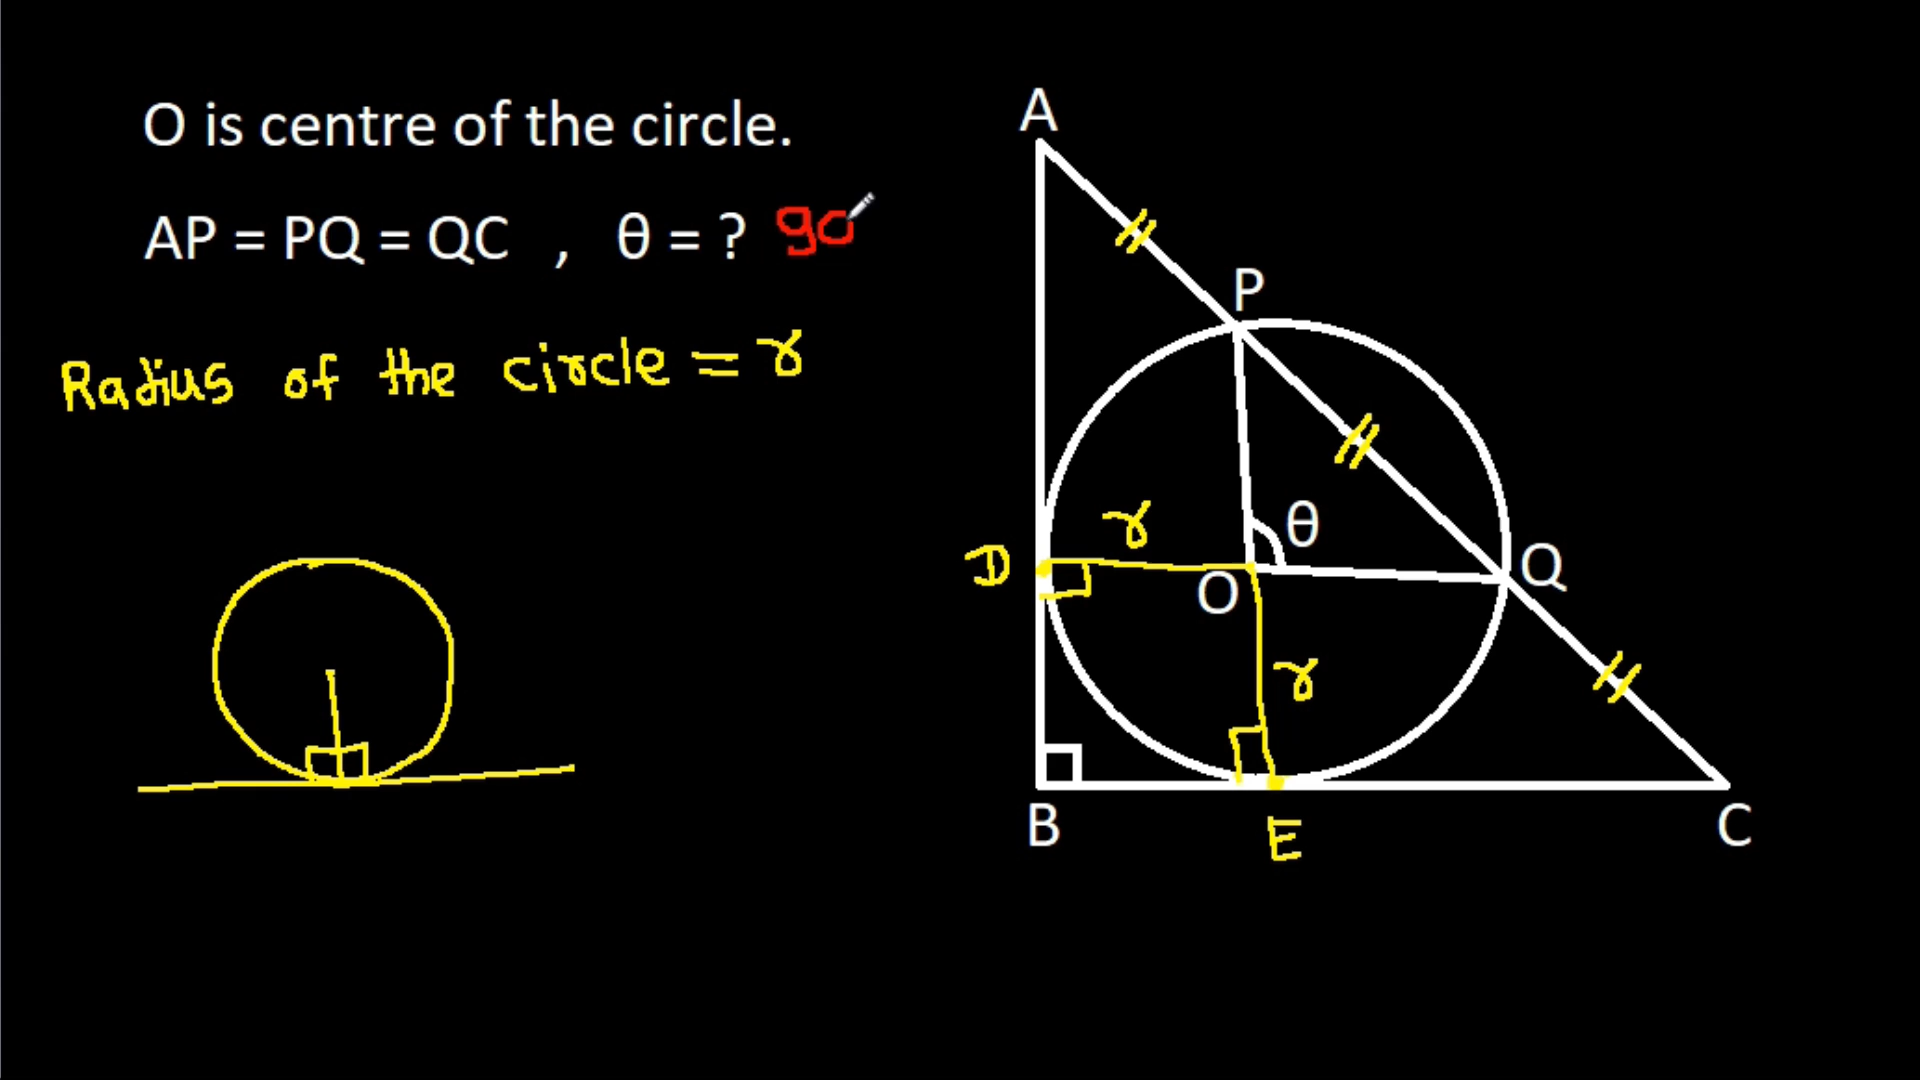 O is centre of the circle.
AP = PQ = QC , θ = ? 90
Radius of the circle = r
A
P
r
θ
D
O
Q
r
B
E
C